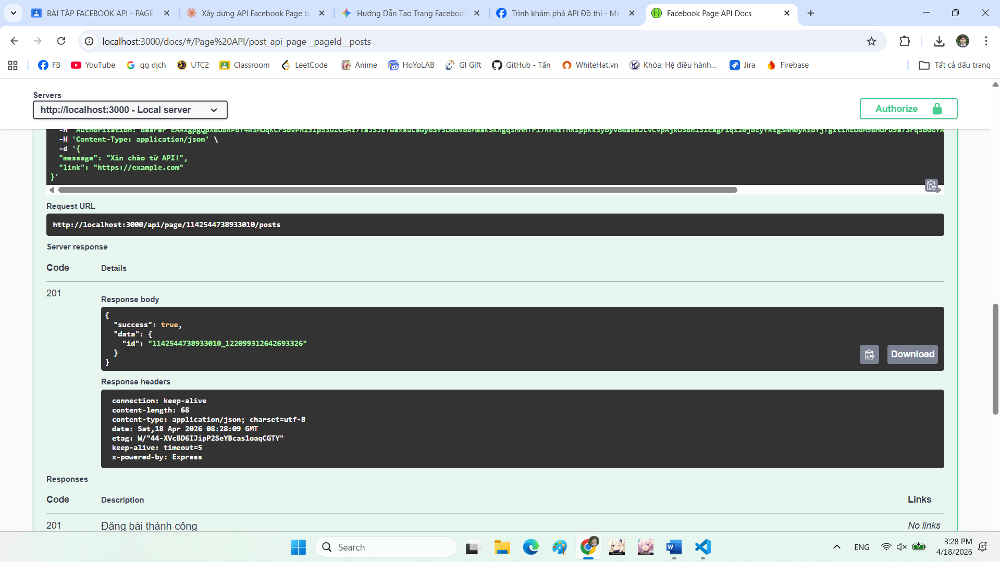 BÀI TẬP FACEBOOK API - PAGE
Xây dựng API Facebook Page b
Hướng Dẫn Tạo Trang Facebook
Trình khám phá API Đồ thị - Me
Facebook Page API Docs
localhost:3000/docs/#/Page%20API/post_api_page__pageId__posts
FB
YouTube
gg dịch
UTC2
Classroom
LeetCode
Anime
HoYoLAB
GI Gift
GitHub - Tấn
WhiteHat.vn
Khóa: Hệ điều hành...
Jira
Firebase
Tất cả dấu trang
Servers
http://localhost:3000 - Local server
Authorize
-H 'Authorization: Bearer
-H 'Content-Type: application/json' \
-d '{
"message": "Xin chào từ API!",
"link": "https://example.com"
}'
Request URL
http://localhost:3000/api/page/1142544738933010/posts
Server response
Code Details
201
Response body
{
"success": true,
"data": {
"id": "1142544738933010_122099312642693326"
}
}
Download
Response headers
connection: keep-alive
content-length: 68
content-type: application/json; charset=utf-8
date: Sat,18 Apr 2026 08:28:09 GMT
etag: W/"44-XVcBD6IJipP2SeYBcas1oaqCGTY"
keep-alive: timeout=5
x-powered-by: Express
Responses
Code Description Links
201 Đăng bài thành công No links
Search
ENG
3:28 PM
4/18/2026